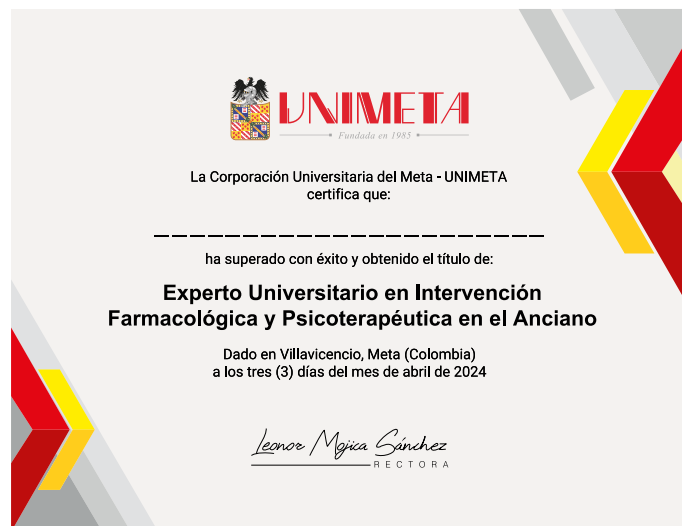 UNIMETA
Fundada en 1985
La Corporación Universitaria del Meta - UNIMETA
certifica que:
ha superado con éxito y obtenido el título de:
Experto Universitario en Intervención
Farmacológica y Psicoterapéutica en el Anciano
Dado en Villavicencio, Meta (Colombia)
a los tres (3) días del mes de abril de 2024
Leonor Mojica Sánchez
RECTORA